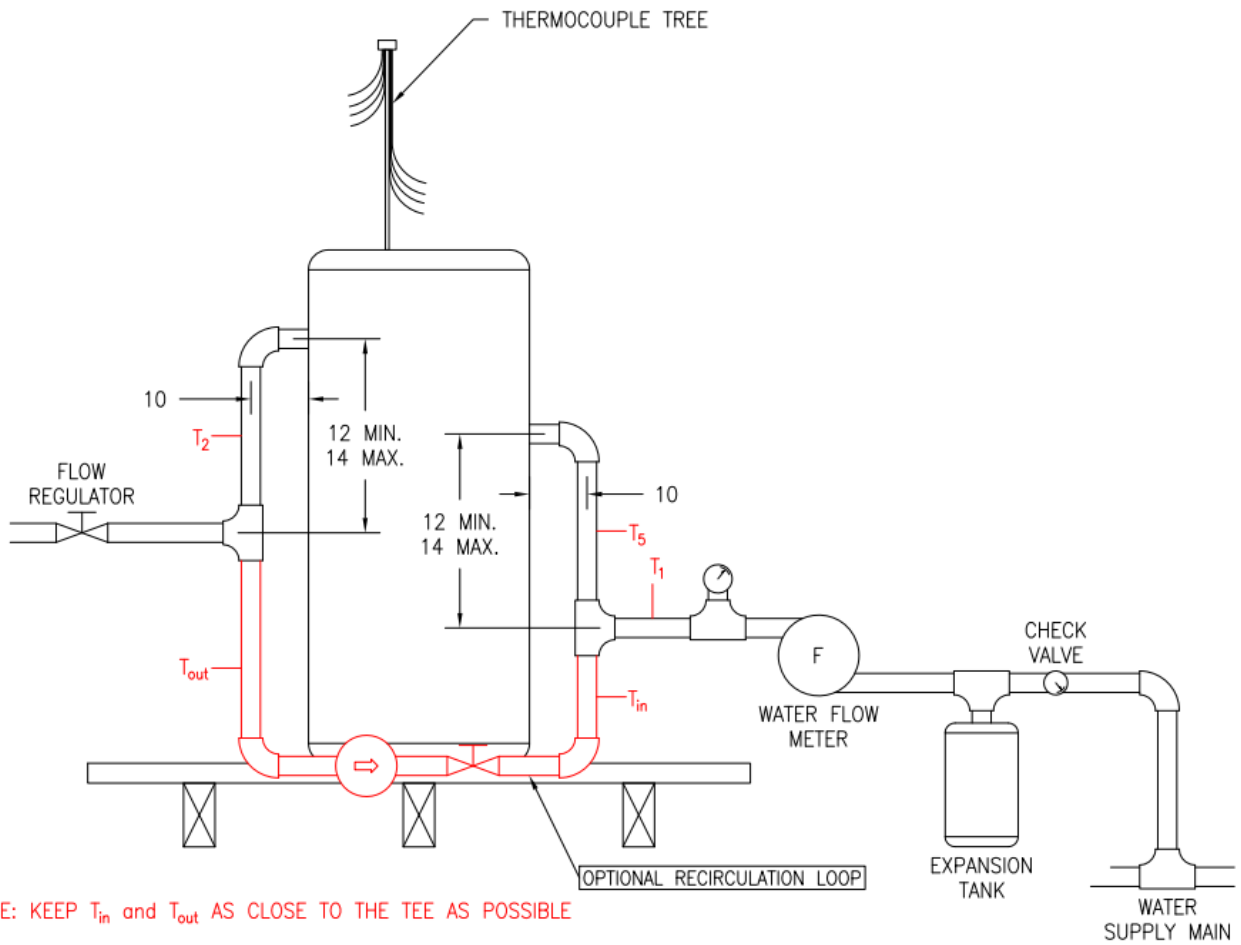 THERMOCOUPLE TREE
10
12 MIN.
14 MAX.
T2
FLOW
REGULATOR
12 MIN.
14 MAX.
10
T5
T1
Tout
Tin
F
WATER FLOW
METER
CHECK
VALVE
EXPANSION
TANK
OPTIONAL RECIRCULATION LOOP
WATER
SUPPLY MAIN
E: KEEP Tin and Tout AS CLOSE TO THE TEE AS POSSIBLE